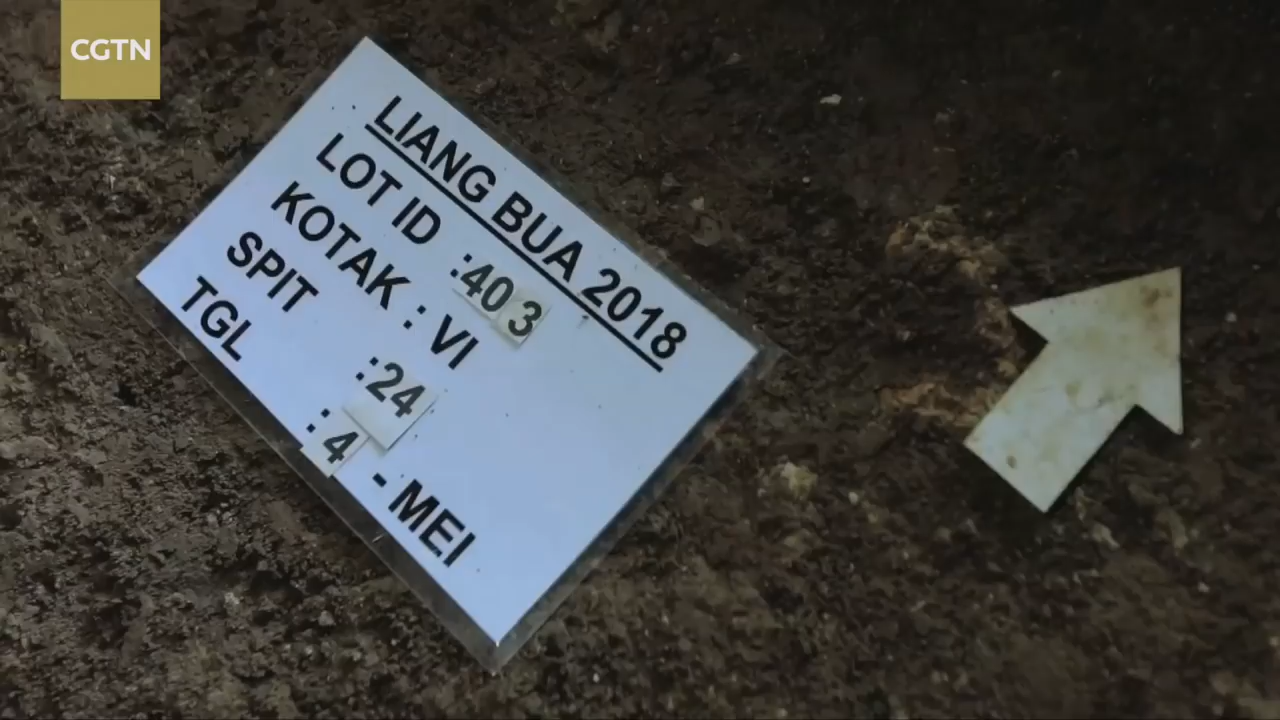 CGTN
LIANG BUA 2018
LOT ID :403
KOTAK : VI
SPIT :24
TGL : 4 - MEI